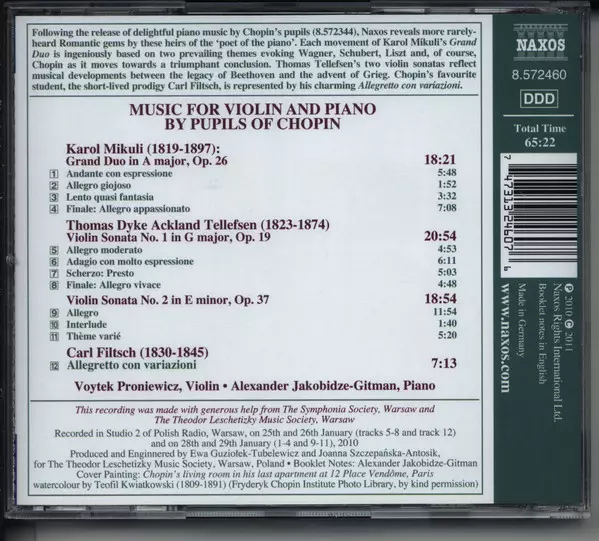 Following the release of delightful piano music by Chopin's pupils (8.572344), Naxos reveals more rarely-
heard Romantic gems by these heirs of the 'poet of the piano'. Each movement of Karol Mikuli's Grand
Duo is ingeniously based on two prevailing themes evoking Wagner, Schubert, Liszt and, of course,
Chopin as it moves towards a triumphant conclusion. Thomas Tellefsen's two violin sonatas reflect
musical developments between the legacy of Beethoven and the advent of Grieg. Chopin's favourite
student, the short-lived prodigy Carl Filtsch, is represented by his charming Allegretto con variazioni.
MUSIC FOR VIOLIN AND PIANO
BY PUPILS OF CHOPIN
Karol Mikuli (1819-1897):
Grand Duo in A major, Op. 26 18:21
1 Andante con espressione 5:48
2 Allegro giojoso 1:52
3 Lento quasi fantasia 3:32
4 Finale: Allegro appassionato 7:08
Thomas Dyke Ackland Tellefsen (1823-1874)
Violin Sonata No. 1 in G major, Op. 19 20:54
5 Allegro moderato 4:53
6 Adagio con molto espressione 6:11
7 Scherzo: Presto 5:03
8 Finale: Allegro vivace 4:48
Violin Sonata No. 2 in E minor, Op. 37 18:54
9 Allegro 11:54
10 Interlude 1:40
11 Thème varié 5:20
Carl Filtsch (1830-1845)
12 Allegretto con variazioni 7:13
Voytek Proniewicz, Violin • Alexander Jakobidze-Gitman, Piano
This recording was made with generous help from The Symphonia Society, Warsaw and
The Theodor Leschetizky Music Society, Warsaw
Recorded in Studio 2 of Polish Radio, Warsaw, on 25th and 26th January (tracks 5-8 and track 12)
and on 28th and 29th January (1-4 and 9-11), 2010
Produced and Enginnered by Ewa Guziołek-Tubelewicz and Joanna Szczepańska-Antosik,
for The Theodor Leschetizky Music Society, Warsaw, Poland • Booklet Notes: Alexander Jakobidze-Gitman
Cover Painting: Chopin's living room in his last apartment at 12 Place Vendôme, Paris
watercolour by Teofil Kwiatkowski (1809-1891) (Fryderyk Chopin Institute Photo Library, by kind permission)
NAXOS
8.572460
DDD
Total Time
65:22
7 47313 24607 6
℗ 2010 © 2011
Naxos Rights International Ltd.
Booklet notes in English
Made in Germany
www.naxos.com